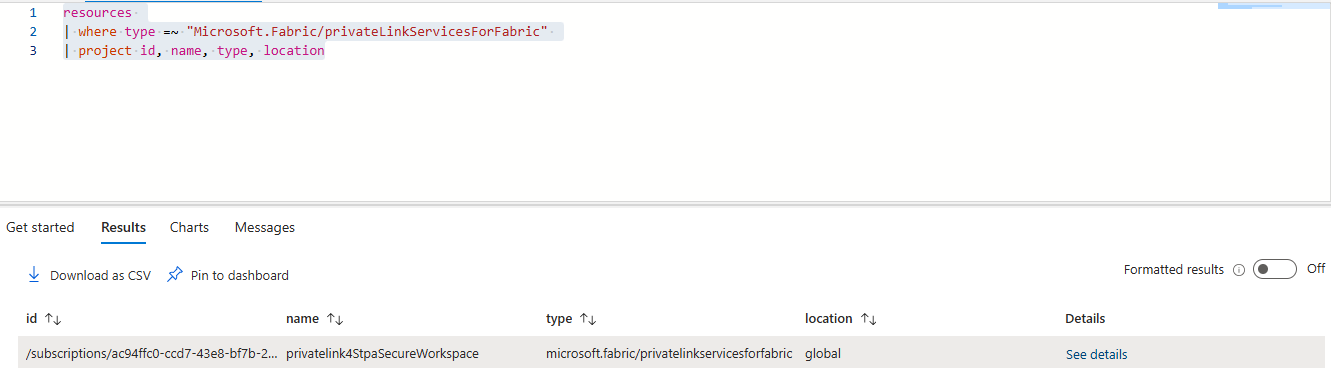 1 resources
2 | where type =~ "Microsoft.Fabric/privateLinkServicesForFabric"
3 | project id, name, type, location
Get started Results Charts Messages
Download as CSV Pin to dashboard Formatted results Off
id name type location Details
/subscriptions/ac94ffc0-ccd7-43e8-bf7b-2... privatelink4StpaSecureWorkspace microsoft.fabric/privatelinkservicesforfabric global See details